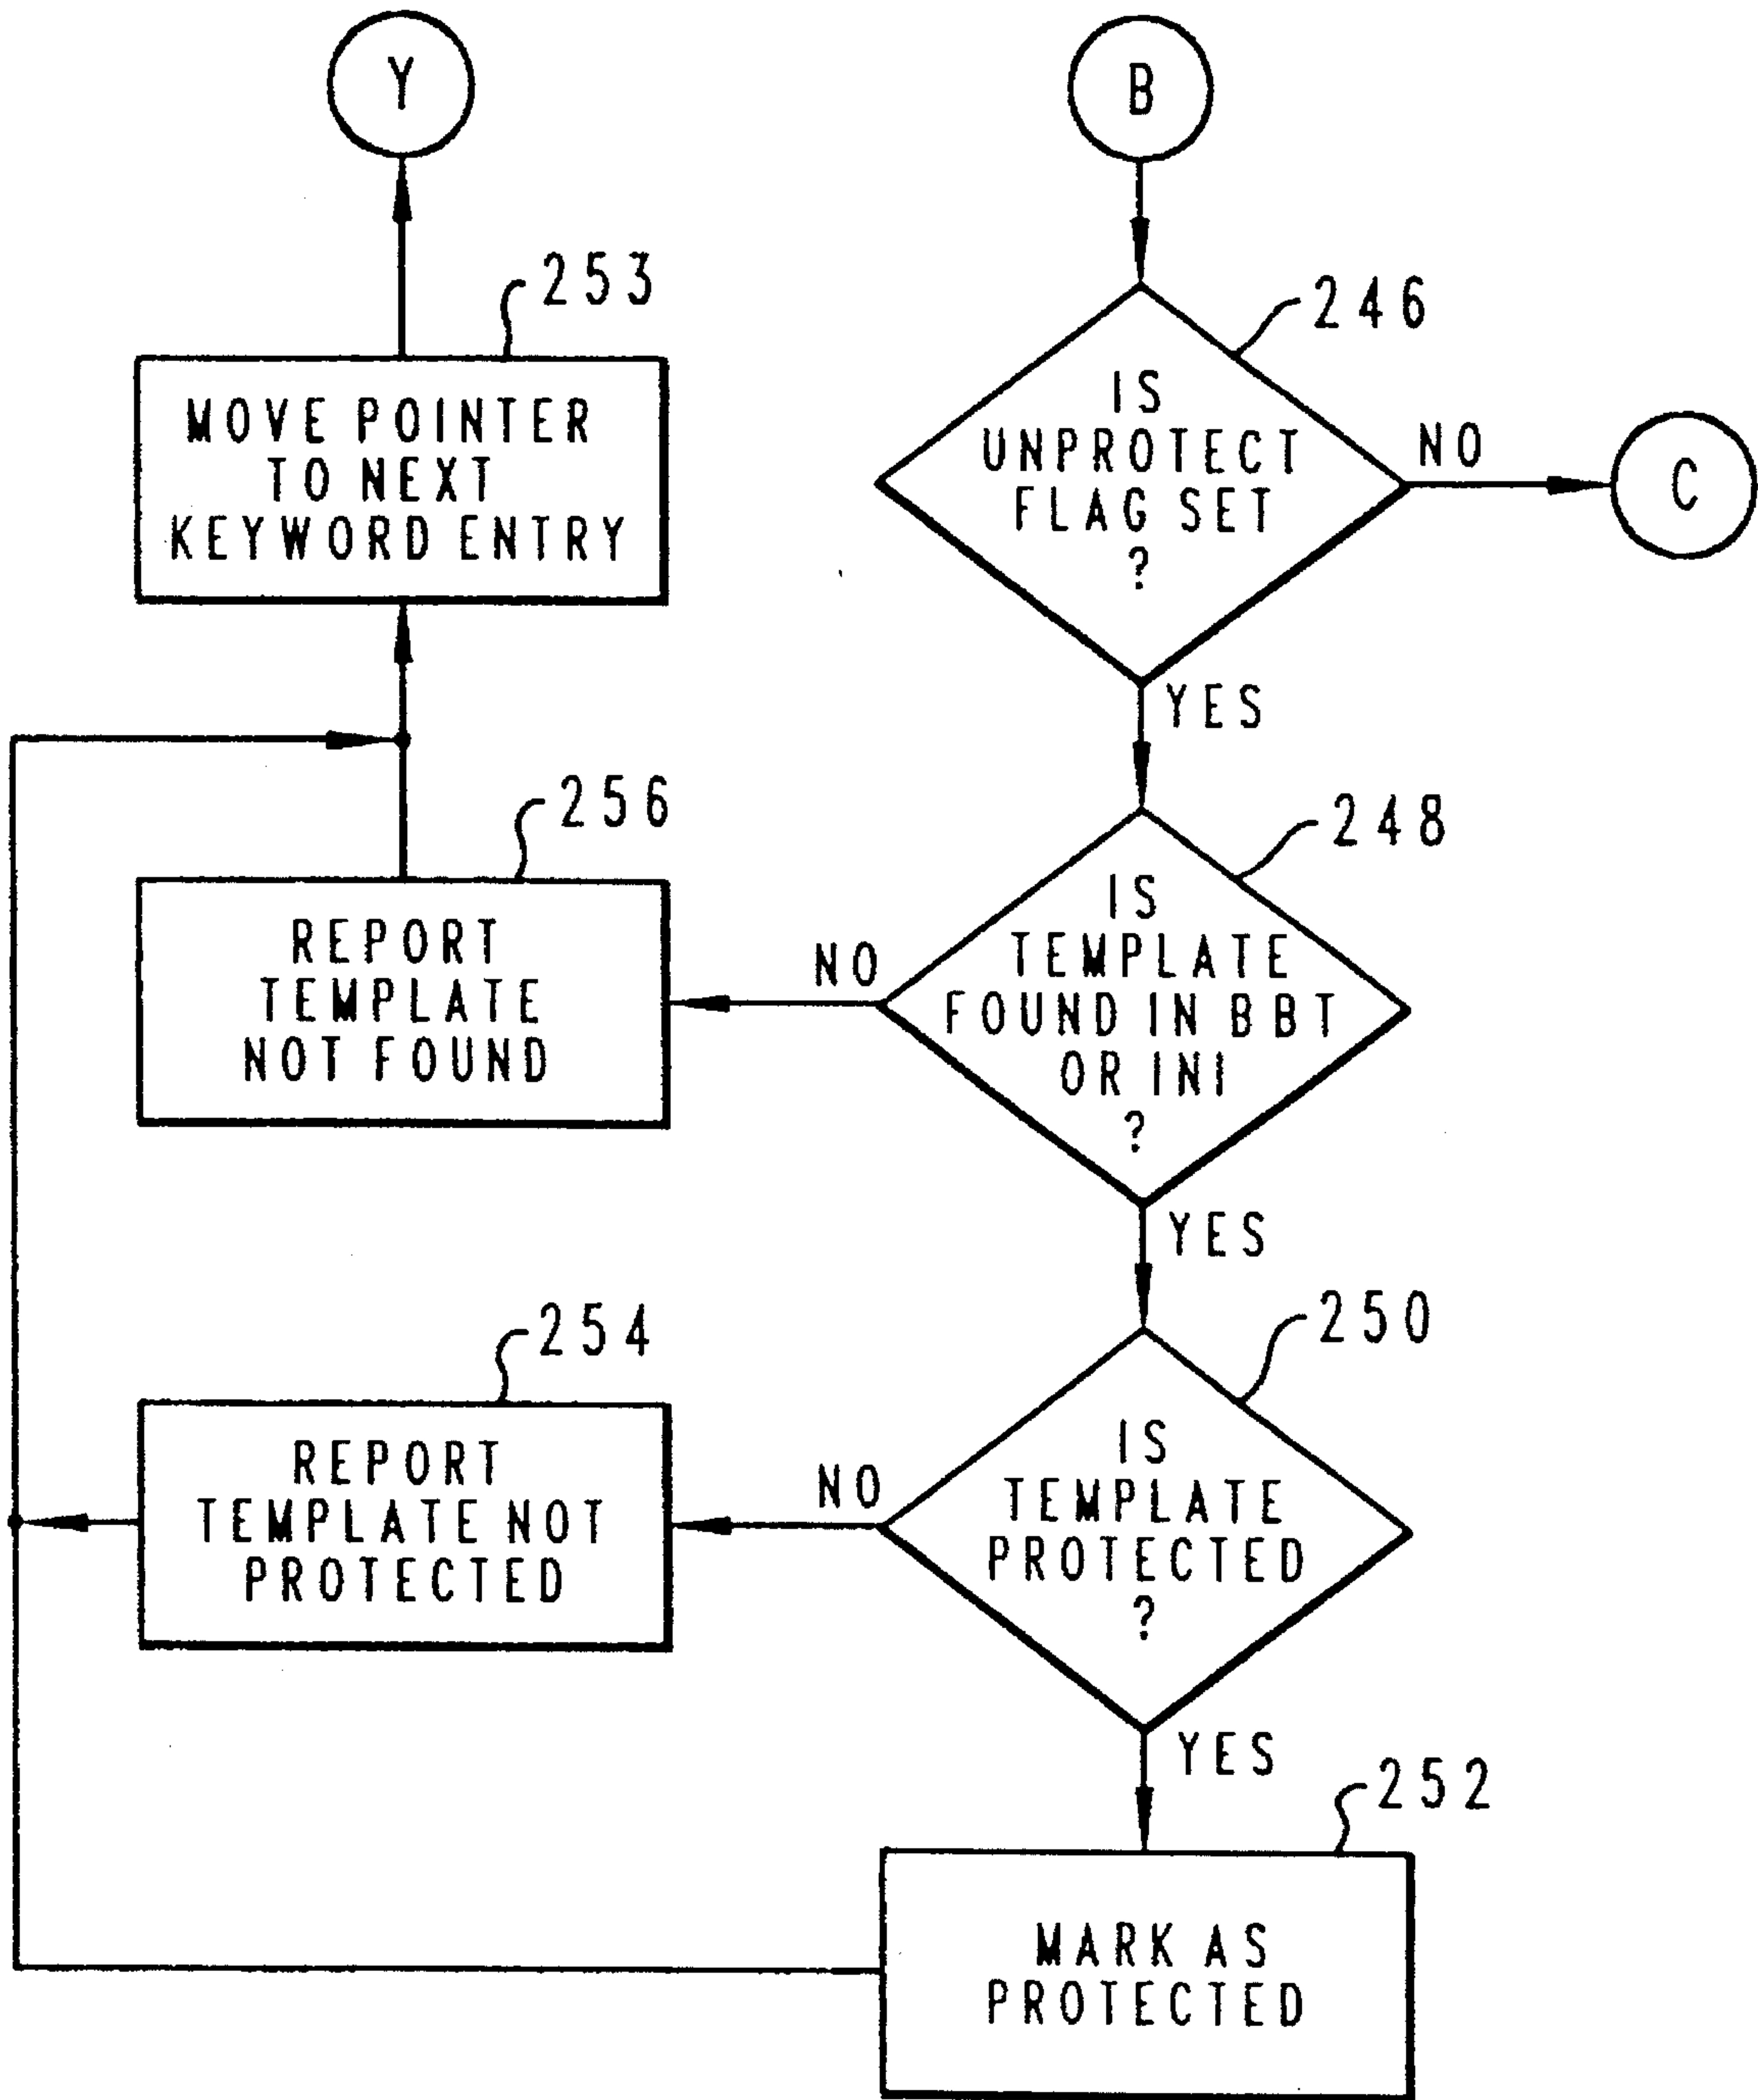 Y
B
253
246
MOVE POINTER
TO NEXT
KEYWORD ENTRY
IS
UNPROTECT
FLAG SET
?
NO
C
YES
256
248
REPORT
TEMPLATE
NOT FOUND
NO
IS
TEMPLATE
FOUND IN BBT
OR INI
?
YES
254
250
REPORT
TEMPLATE NOT
PROTECTED
NO
IS
TEMPLATE
PROTECTED
?
YES
252
MARK AS
PROTECTED